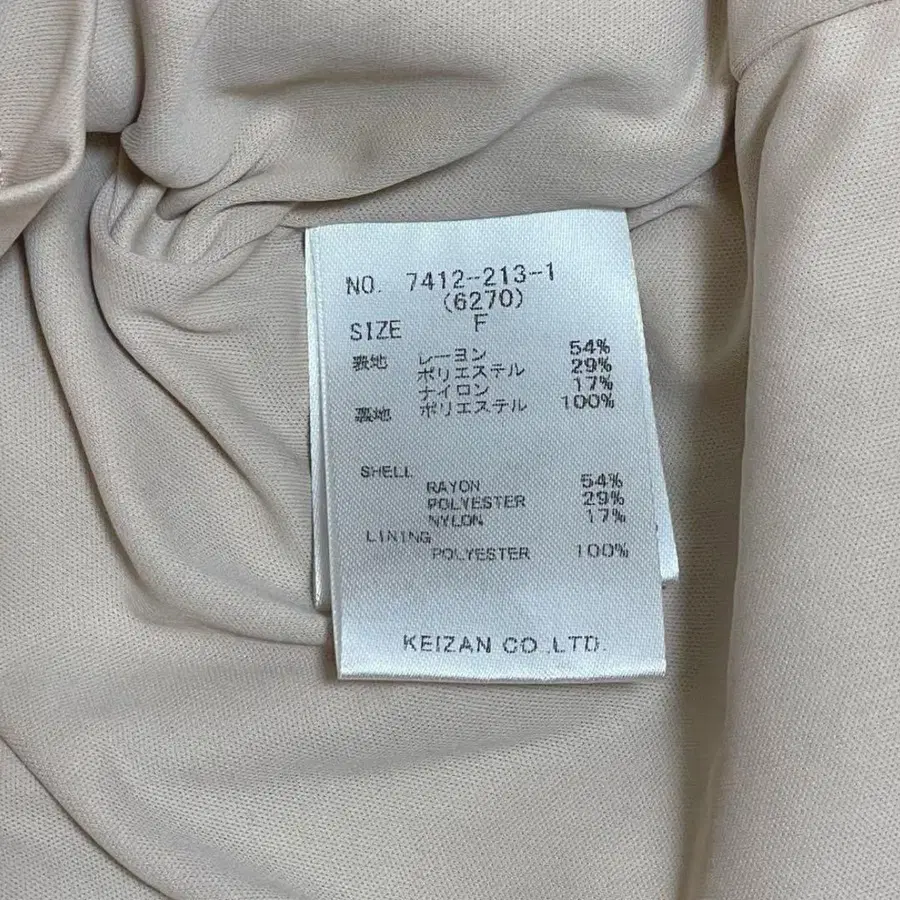 NO. 7412-213-1
(6270)
SIZE F
表地 レーヨン 54%
ポリエステル 29%
ナイロン 17%
裏地 ポリエステル 100%
SHELL
RAYON 54%
POLYESTER 29%
NYLON 17%
LINING
POLYESTER 100%
KEIZAN CO.,LTD.